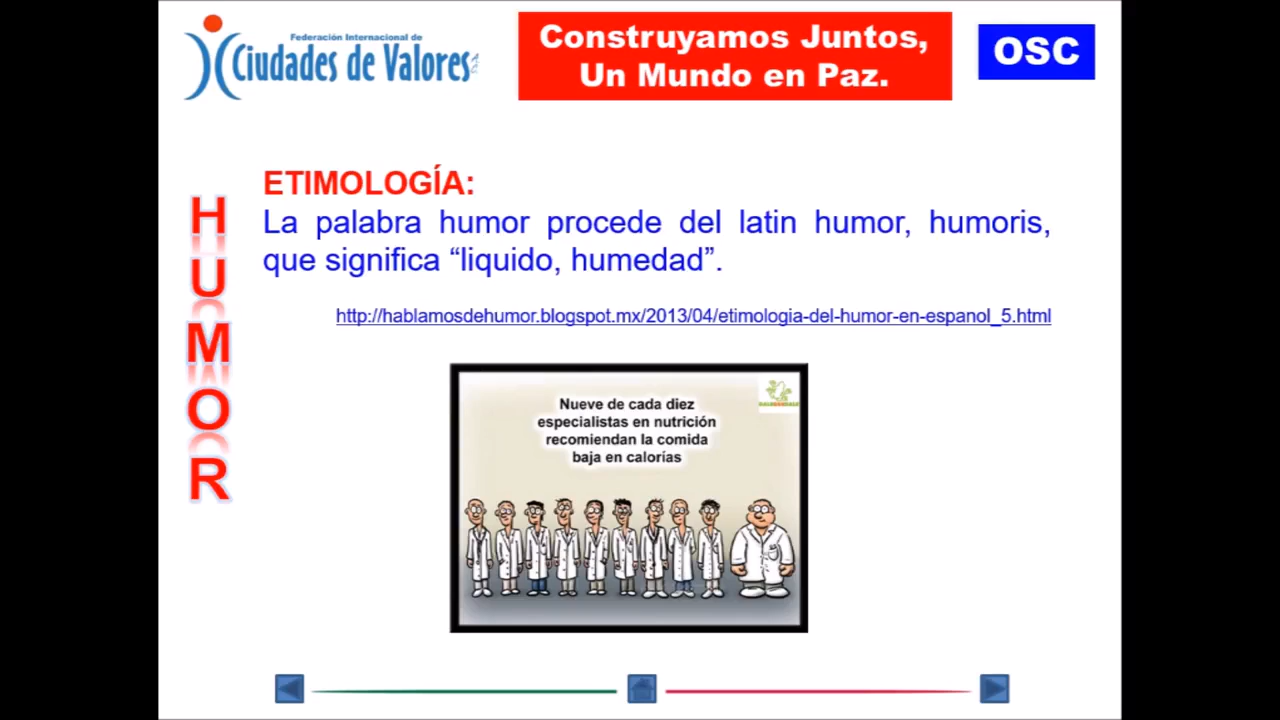 Federación Internacional de
Ciudades de Valores
Construyamos Juntos,
Un Mundo en Paz.
OSC
HUMOR
ETIMOLOGÍA:
La palabra humor procede del latin humor, humoris,
que significa “liquido, humedad”.
http://hablamosdehumor.blogspot.mx/2013/04/etimologia-del-humor-en-espanol_5.html
Nueve de cada diez
especialistas en nutrición
recomiendan la comida
baja en calorías